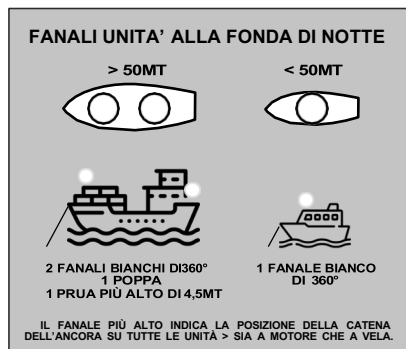 FANALI UNITA' ALLA FONDA DI NOTTE
> 50MT
< 50MT
2 FANALI BIANCHI DI360°
1 POPPA
1 PRUA PIÙ ALTO DI 4,5MT
1 FANALE BIANCO
DI 360°
IL FANALE PIÙ ALTO INDICA LA POSIZIONE DELLA CATENA
DELL'ANCORA SU TUTTE LE UNITÀ > SIA A MOTORE CHE A VELA.